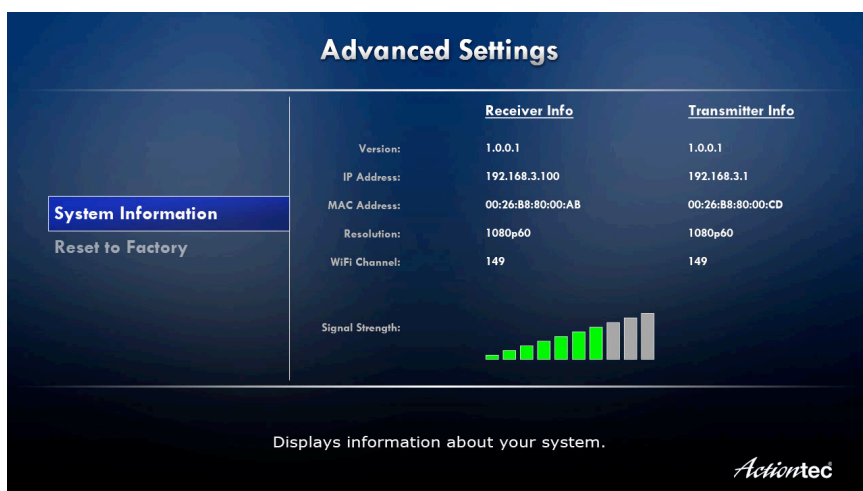 Advanced Settings
Receiver Info Transmitter Info
Version: 1.0.0.1 1.0.0.1
IP Address: 192.168.3.100 192.168.3.1
MAC Address: 00:26:B8:80:00:AB 00:26:B8:80:00:CD
Resolution: 1080p60 1080p60
WiFi Channel: 149 149
System Information
Reset to Factory
Signal Strength:
Displays information about your system.
Actiontec